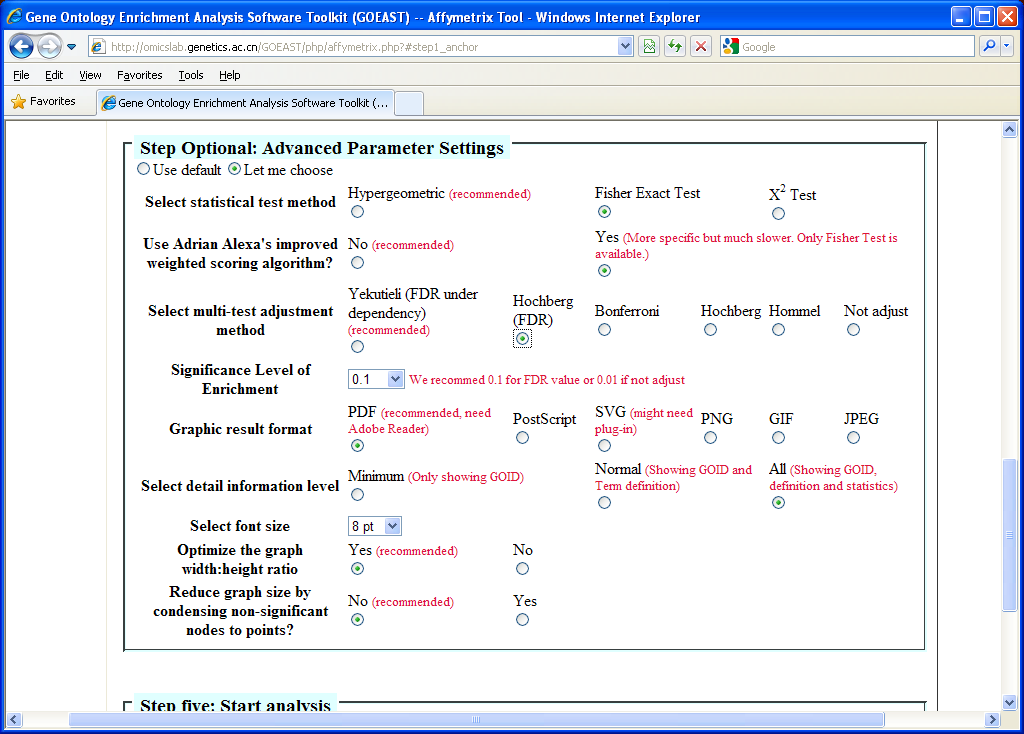 Gene Ontology Enrichment Analysis Software Toolkit (GOEAST) -- Affymetrix Tool - Windows Internet Explorer
http://omicslab.genetics.ac.cn/GOEAST/php/affymetrix.php?#step1_anchor
Google
File Edit View Favorites Tools Help
Favorites
Gene Ontology Enrichment Analysis Software Toolkit (...
Step Optional: Advanced Parameter Settings
Use default Let me choose
Select statistical test method
Hypergeometric (recommended)
Fisher Exact Test
X2 Test
Use Adrian Alexa's improved
weighted scoring algorithm?
No (recommended)
Yes (More specific but much slower. Only Fisher Test is
available.)
Select multi-test adjustment
method
Yekutieli (FDR under
dependency)
(recommended)
Hochberg
(FDR)
Bonferroni
Hochberg
Hommel
Not adjust
Significance Level of
Enrichment
0.1
We recommed 0.1 for FDR value or 0.01 if not adjust
Graphic result format
PDF (recommended, need
Adobe Reader)
PostScript
SVG (might need
plug-in)
PNG
GIF
JPEG
Select detail information level
Minimum (Only showing GOID)
Normal (Showing GOID and
Term definition)
All (Showing GOID,
definition and statistics)
Select font size
8 pt
Optimize the graph
width:height ratio
Yes (recommended)
No
Reduce graph size by
condensing non-significant
nodes to points?
No (recommended)
Yes
Step five: Start analysis